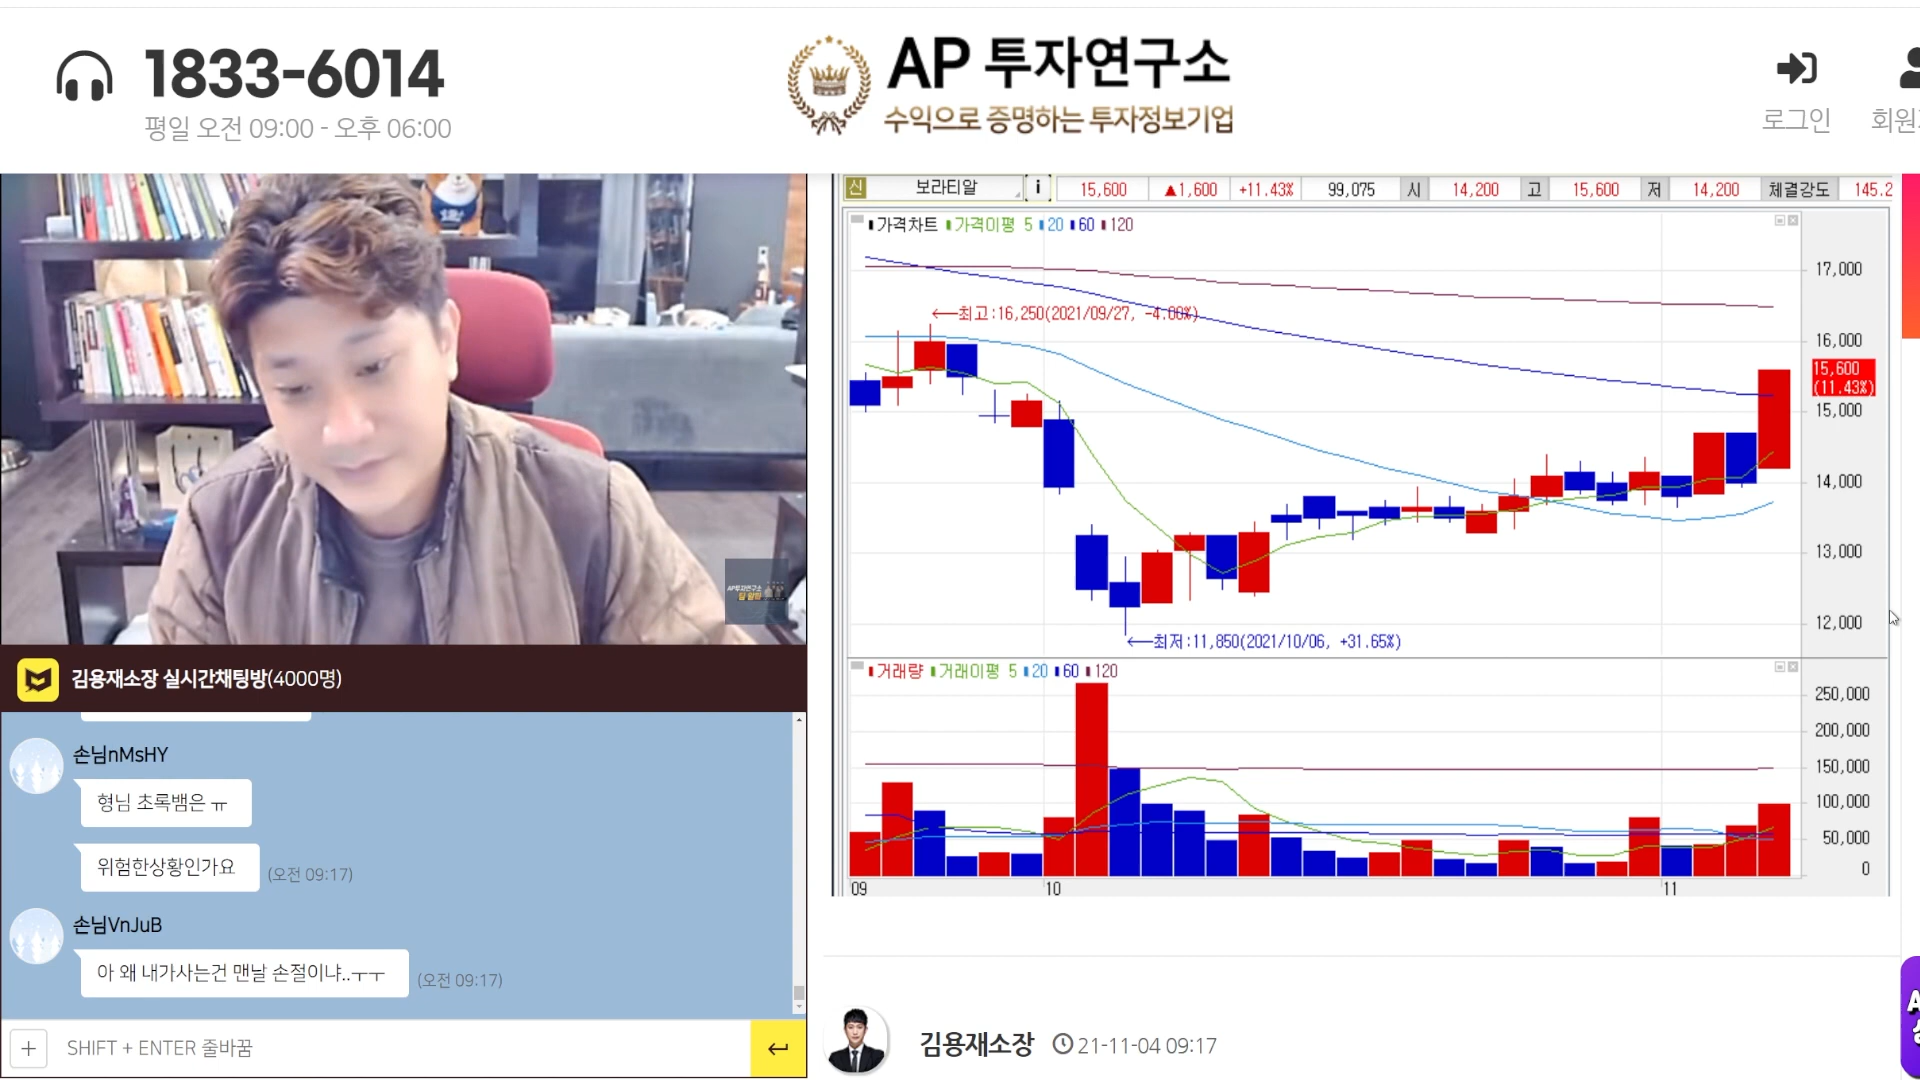 1833-6014
평일 오전 09:00 - 오후 06:00
AP 투자연구소
수익으로 증명하는 투자정보기업
로그인
회원
신 보라티알 i 15,600 ▲1,600 +11.43% 99,075 시 14,200 고 15,600 저 14,200 체결강도 145.2
가격차트 가격이평 5 20 60 120
17,000
최고:16,250(2021/09/27, -4.00%)
16,000
15,600
(11.43%)
15,000
14,000
13,000
12,000
최저:11,850(2021/10/06, +31.65%)
거래량 거래이평 5 20 60 120
250,000
200,000
150,000
100,000
50,000
0
09 10 11
AP투자연구소
김용재소장 실시간채팅방(4000명)
손님nMsHY
형님 초록뱀은 ㅠ
위험한상황인가요 (오전 09:17)
손님VnJuB
아 왜 내가사는건 맨날 손절이냐..ㅜㅜ (오전 09:17)
+ SHIFT + ENTER 줄바꿈
김용재소장 21-11-04 09:17